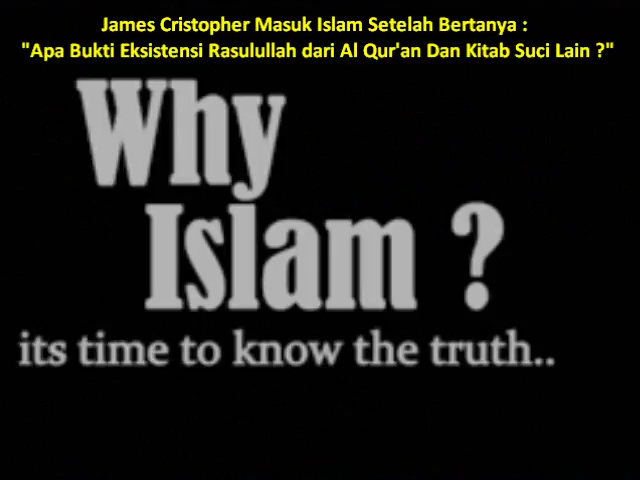 James Cristopher Masuk Islam Setelah Bertanya :
"Apa Bukti Eksistensi Rasulullah dari Al Qur'an Dan Kitab Suci Lain ?"
Why
Islam ?
its time to know the truth..